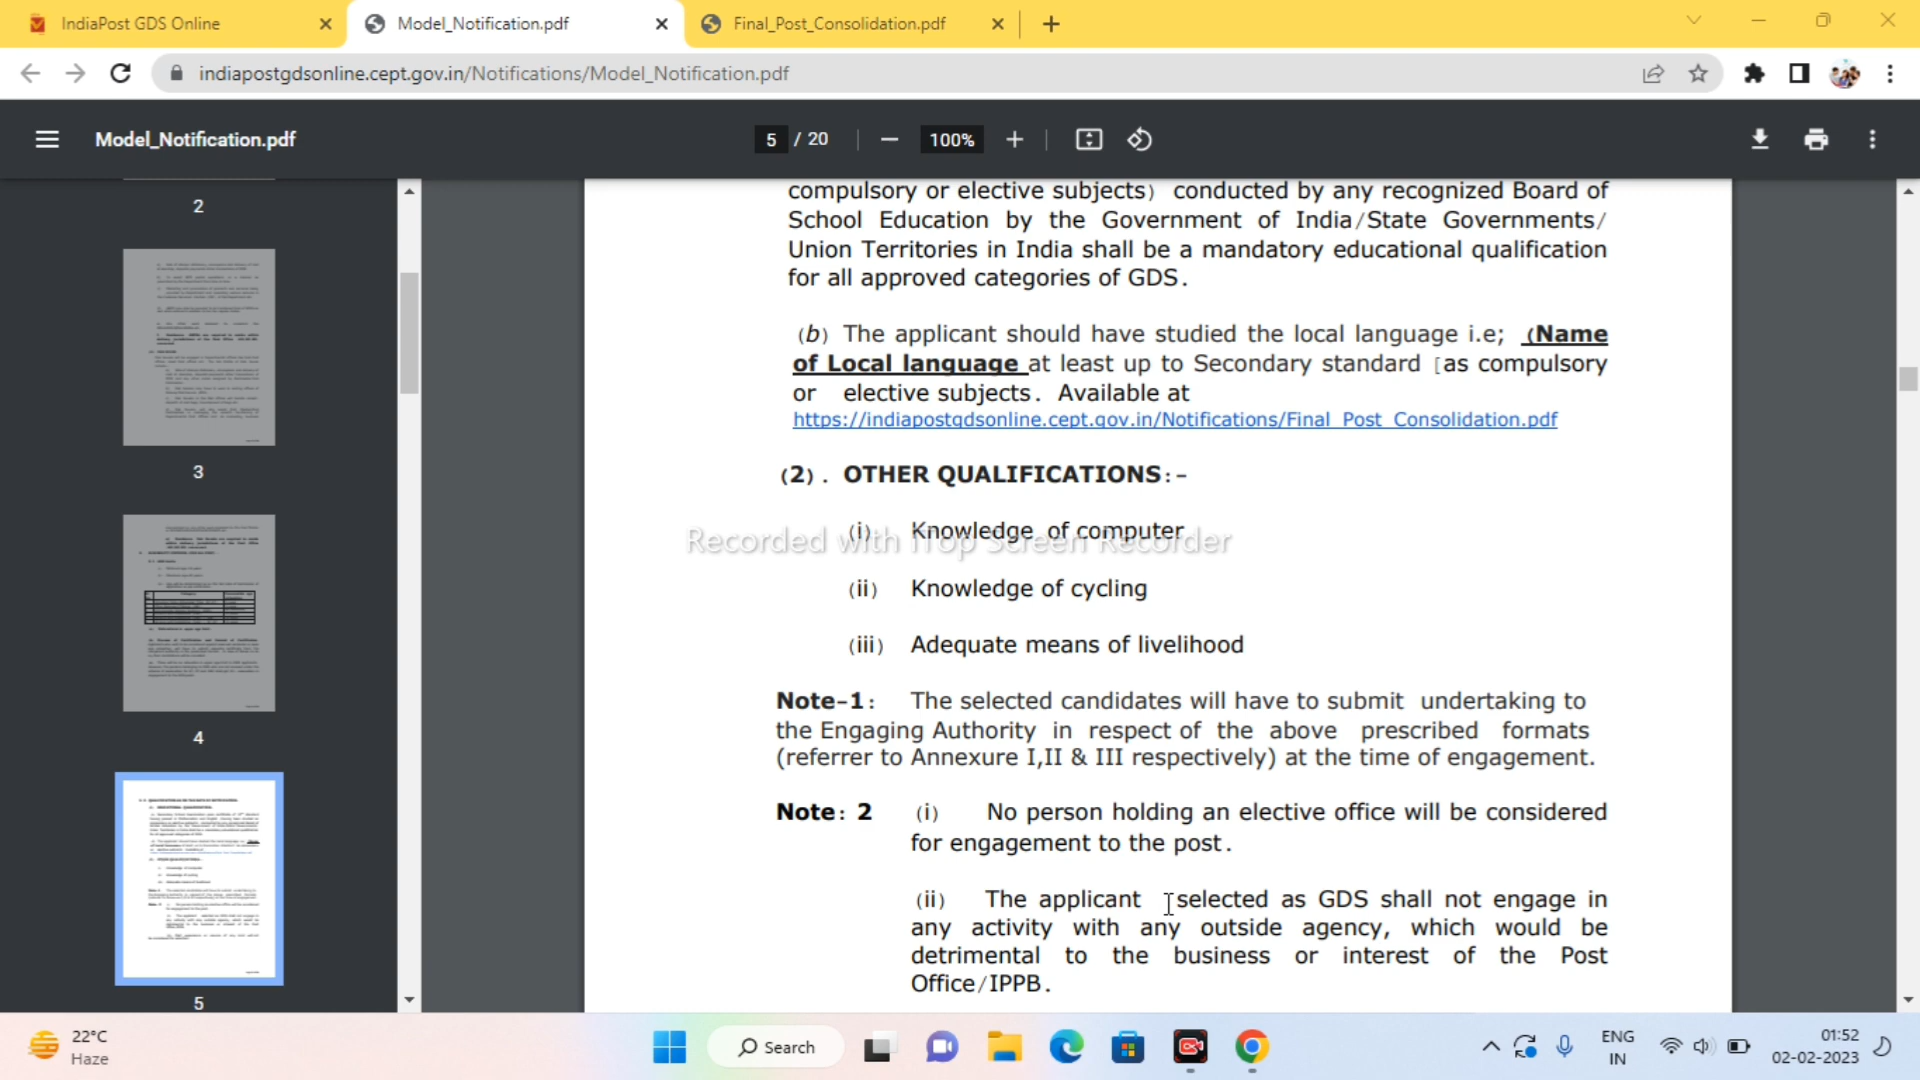 IndiaPost GDS Online
Model_Notification.pdf
Final_Post_Consolidation.pdf
indiapostgdsonline.cept.gov.in/Notifications/Model_Notification.pdf
Model_Notification.pdf
5 / 20
100%
2
3
4
5
compulsory or elective subjects) conducted by any recognized Board of
School Education by the Government of India/State Governments/
Union Territories in India shall be a mandatory educational qualification
for all approved categories of GDS.
(b) The applicant should have studied the local language i.e; (Name
of Local language at least up to Secondary standard [as compulsory
or elective subjects. Available at
https://indiapostgdsonline.cept.gov.in/Notifications/Final_Post_Consolidation.pdf
(2). OTHER QUALIFICATIONS:-
(i) Knowledge of computer
Recorded with iTop Screen Recorder
(ii) Knowledge of cycling
(iii) Adequate means of livelihood
Note-1: The selected candidates will have to submit undertaking to
the Engaging Authority in respect of the above prescribed formats
(referrer to Annexure I,II & III respectively) at the time of engagement.
Note: 2 (i) No person holding an elective office will be considered
for engagement to the post.
(ii) The applicant selected as GDS shall not engage in
any activity with any outside agency, which would be
detrimental to the business or interest of the Post
Office/IPPB.
22°C
Haze
Search
ENG
IN
01:52
02-02-2023